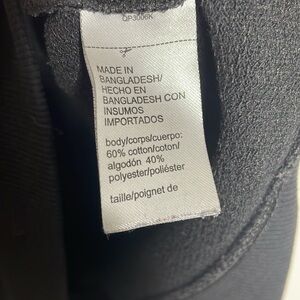 QP3006K
MADE IN
BANGLADESH/
HECHO EN
BANGLADESH CON
INSUMOS
IMPORTADOS
body/corps/cuerpo:
60% cotton/coton/
algodón 40%
polyester/poliéster
taille/poignet de